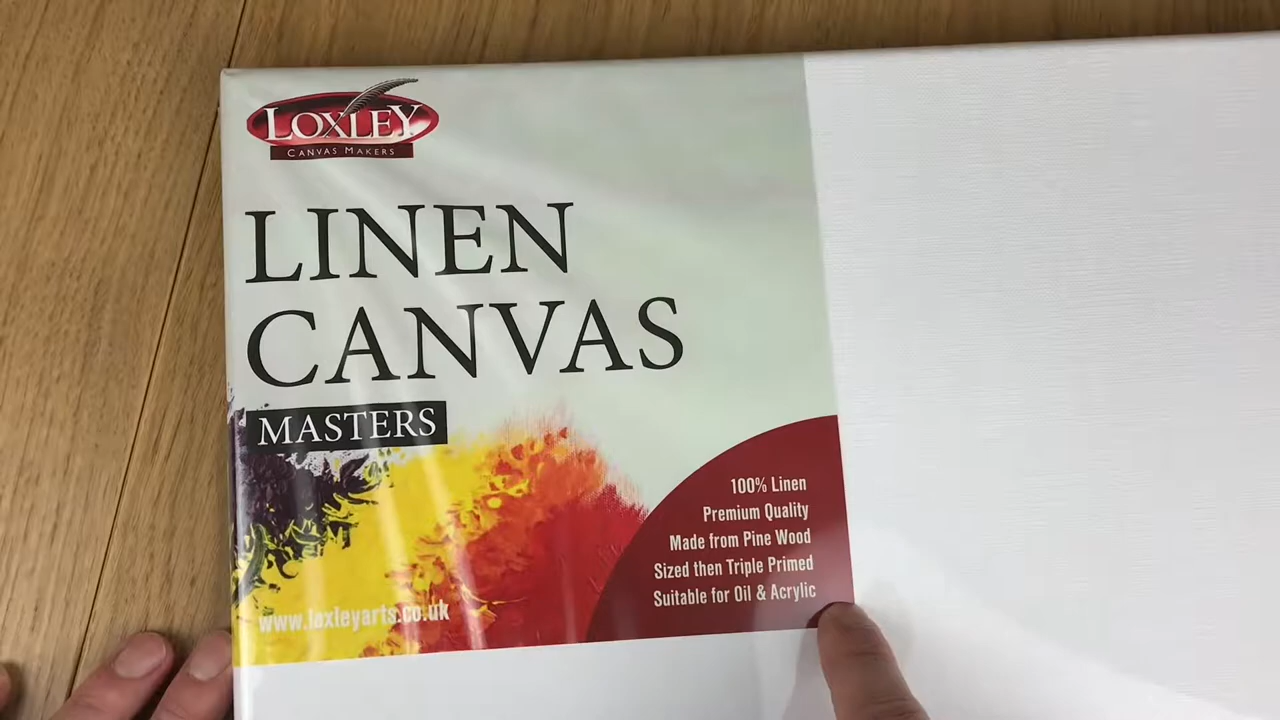 LOXLEY
CANVAS MAKERS
LINEN
CANVAS
MASTERS
100% Linen
Premium Quality
Made from Pine Wood
Sized then Triple Primed
Suitable for Oil & Acrylic
www.loxleyarts.co.uk